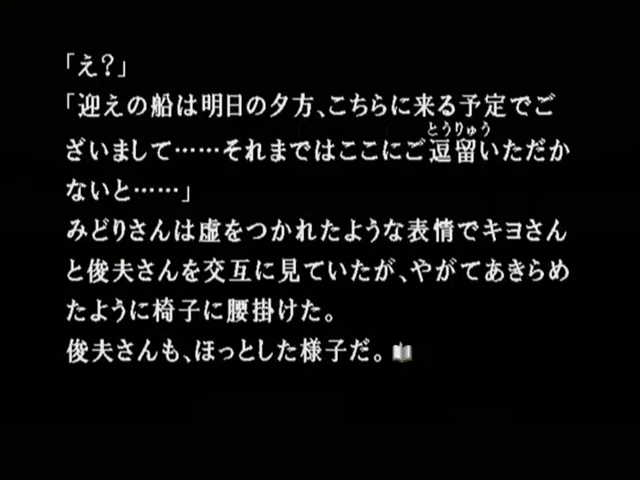 「え?」
「迎えの船は明日の夕方、こちらに来る予定でご
とうりゅう
ざいまして……それまではここにご逗留いただか
ないと……」
みどりさんは虚をつかれたような表情でキヨさん
と俊夫さんを交互に見ていたが、やがてあきらめ
たように椅子に腰掛けた。
俊夫さんも、ほっとした様子だ。